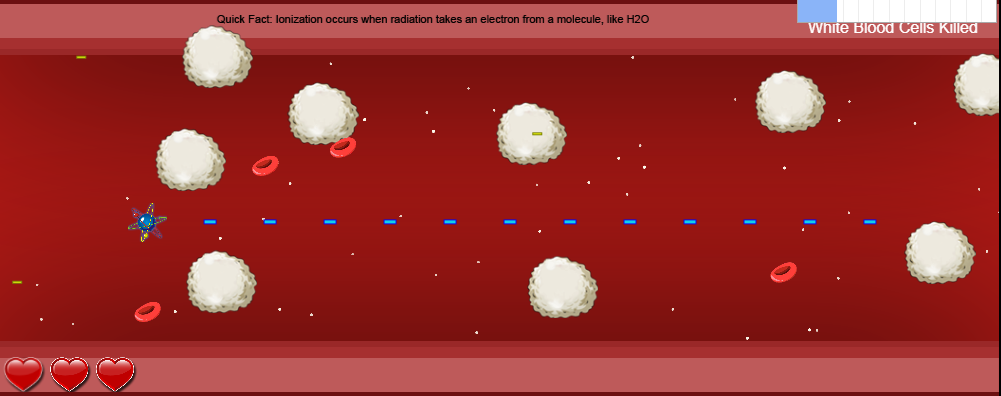 Quick Fact: Ionization occurs when radiation takes an electron from a molecule, like H2O
White Blood Cells Killed